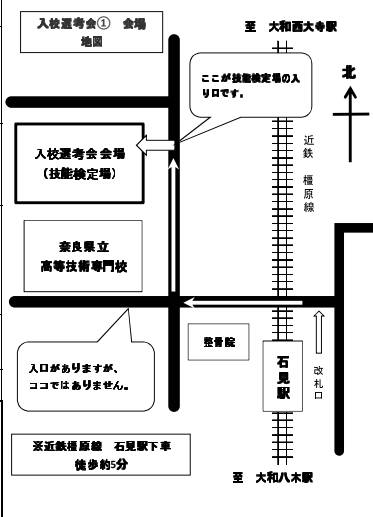 入校選考会① 会場
地図
至 大和西大寺駅
ここが技能検定場の入
り口です。
北
近鉄 橿原線
入校選考会会場
(技能検定場)
奈良県立
高等技術専門校
整骨院
石見駅
改札口
入口がありますが、
ココではありません。
※近鉄橿原線 石見駅下車
徒歩約5分
至 大和八木駅